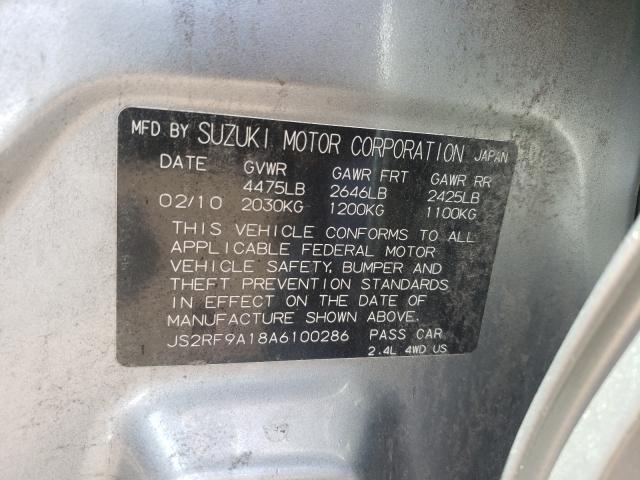 MFD. BY SUZUKI MOTOR CORPORATION JAPAN
DATE GVWR GAWR FRT GAWR RR
4475LB 2646LB 2425LB
02/10 2030KG 1200KG 1100KG
THIS VEHICLE CONFORMS TO ALL
APPLICABLE FEDERAL MOTOR
VEHICLE SAFETY, BUMPER AND
THEFT PREVENTION STANDARDS
IN EFFECT ON THE DATE OF
MANUFACTURE SHOWN ABOVE.
JS2RF9A18A6100286 PASS CAR
2.4L 4WD US